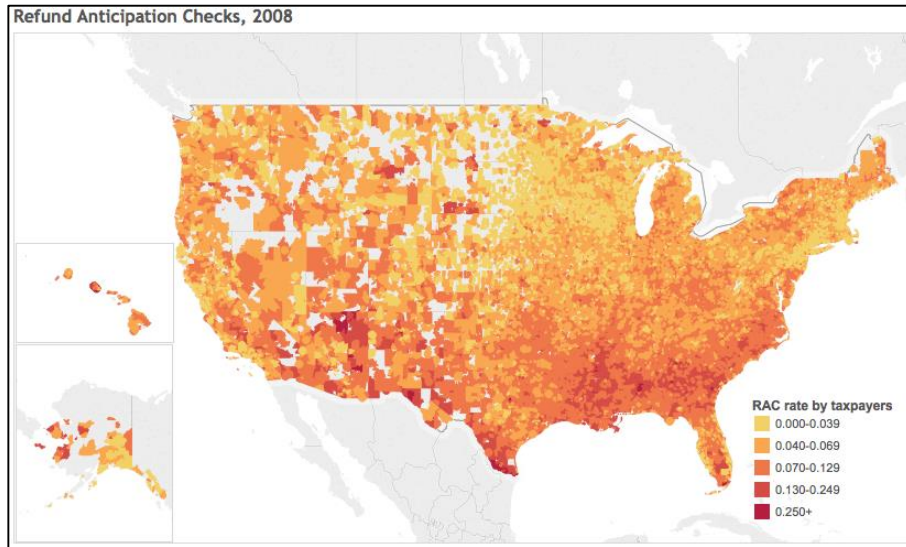 Refund Anticipation Checks, 2008
RAC rate by taxpayers
0.000-0.039
0.040-0.069
0.070-0.129
0.130-0.249
0.250+